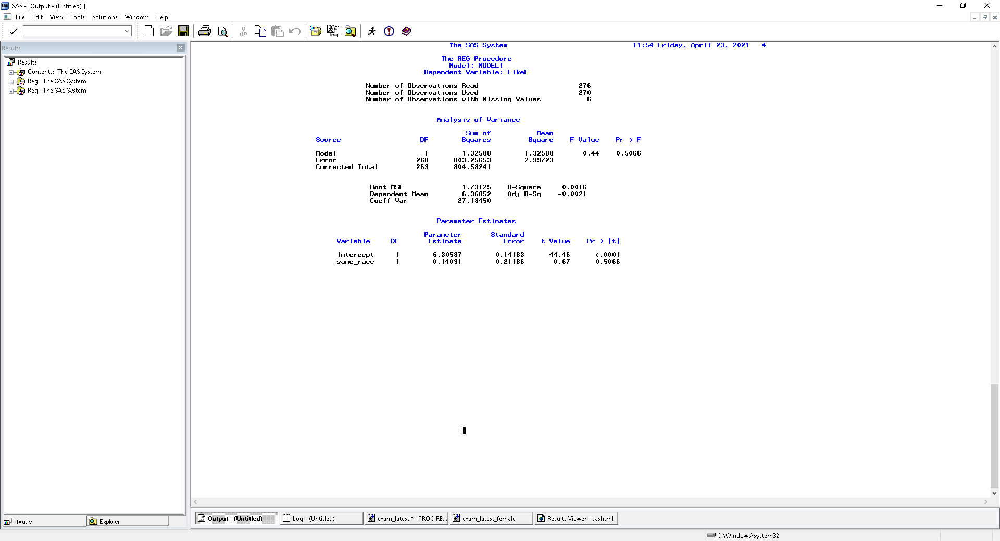 SAS - [Output - (Untitled) ]
File Edit View Tools Solutions Window Help
Results
Results
Contents: The SAS System
Reg: The SAS System
Reg: The SAS System
The SAS System 11:54 Friday, April 23, 2021 4
The REG Procedure
Model: MODEL1
Dependent Variable: LikeF
Number of Observations Read 276
Number of Observations Used 270
Number of Observations with Missing Values 6
Analysis of Variance
Sum of Mean
Source DF Squares Square F Value Pr > F
Model 1 1.32588 1.32588 0.44 0.5066
Error 268 803.25653 2.99723
Corrected Total 269 804.58241
Root MSE 1.73125 R-Square 0.0016
Dependent Mean 6.36852 Adj R-Sq -0.0021
Coeff Var 27.18450
Parameter Estimates
Parameter Standard
Variable DF Estimate Error t Value Pr > |t|
Intercept 1 6.30537 0.14183 44.46 <.0001
same_race 1 0.14091 0.21186 0.67 0.5066
Results Explorer
Output - (Untitled) Log - (Untitled) exam_latest * PROC RE... exam_latest_female Results Viewer - sashtml
C:\Windows\system32